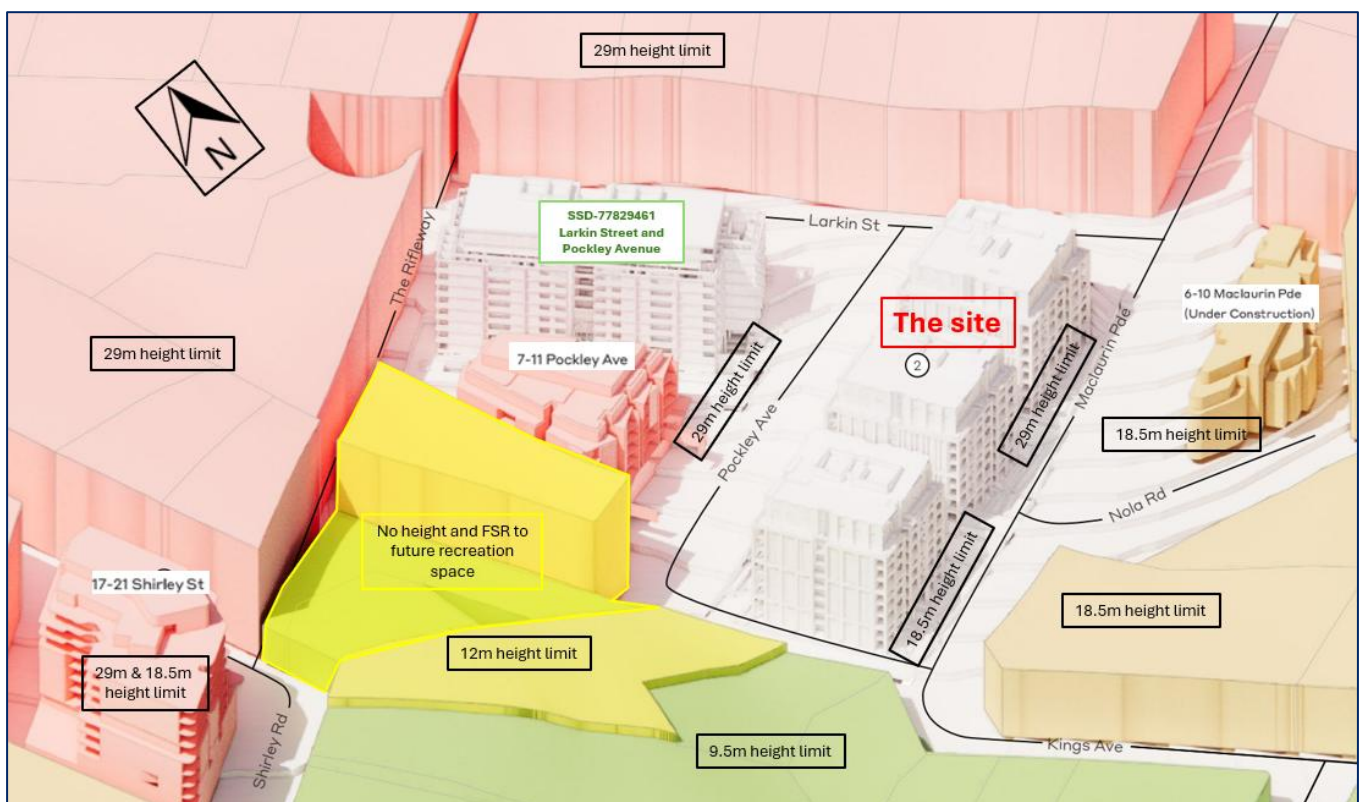 29m height limit
N
SSD-77829461
Larkin Street and
Pockley Avenue
Larkin St
The Rifleway
6-10 Maclaurin Pde
(Under Construction)
The site
29m height limit
7-11 Pockley Ave
2
29m height limit
Pockley Ave
29m height limit
Maclaurin Pde
18.5m height limit
Nola Rd
No height and FSR to
future recreation
space
17-21 Shirley St
18.5m height limit
18.5m height limit
12m height limit
29m & 18.5m
height limit
Shirley Rd
9.5m height limit
Kings Ave